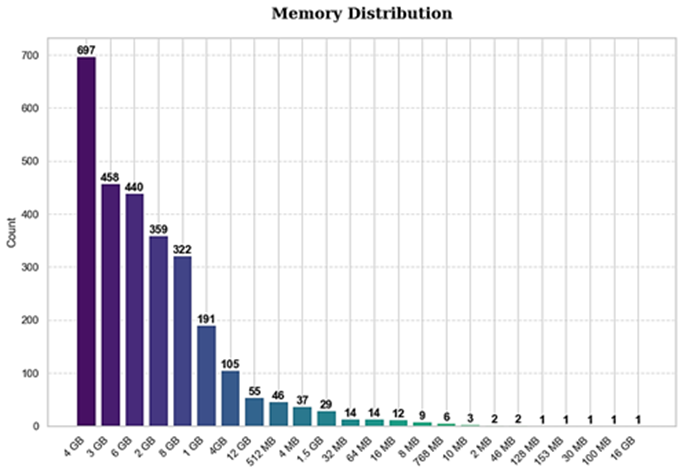 Memory Distribution
Count
700
600
500
400
300
200
100
0
697
458
440
359
322
191
105
55
46
37
29
14
14
12
9
6
3
2
2
1
1
1
1
1
4 GB
3 GB
6 GB
2 GB
8 GB
1 GB
4GB
12 GB
512 MB
4 MB
1.5 GB
32 MB
64 MB
16 MB
8 MB
768 MB
10 MB
2 MB
46 MB
128 MB
153 MB
30 MB
100 MB
16 GB